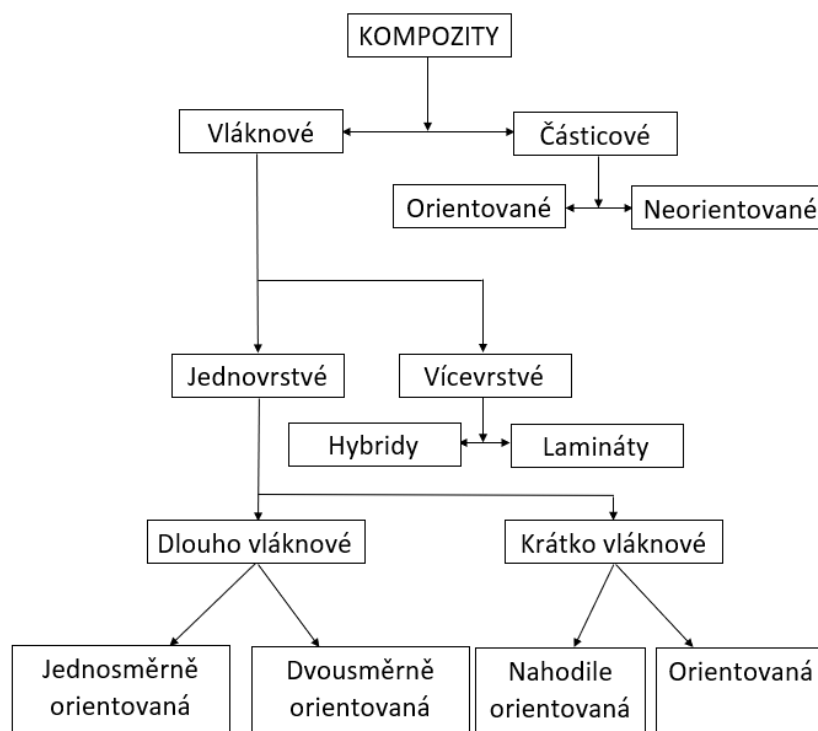 KOMPOZITY
Vláknové
Částicové
Orientované
Neorientované
Jednovrstvé
Vícevrstvé
Hybridy
Lamináty
Dlouho vláknové
Krátko vláknové
Jednosměrně
orientovaná
Dvousměrně
orientovaná
Nahodile
orientovaná
Orientovaná